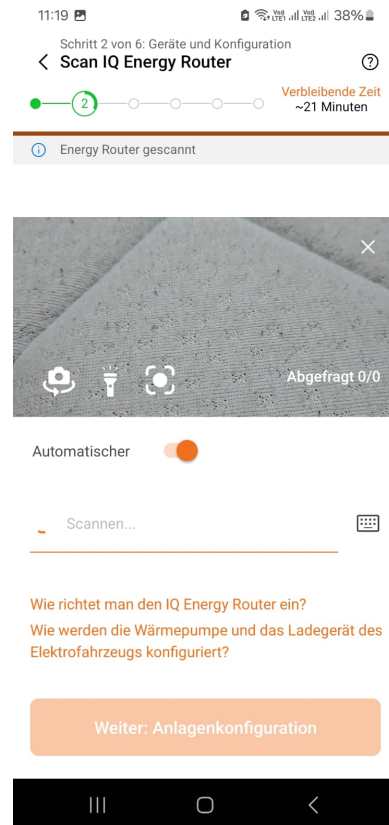 11:19
38%
Schritt 2 von 6: Geräte und Konfiguration
Scan IQ Energy Router
2
Verbleibende Zeit
~21 Minuten
Energy Router gescannt
Abgefragt 0/0
Automatischer
Scannen...
Wie richtet man den IQ Energy Router ein?
Wie werden die Wärmepumpe und das Ladegerät des
Elektrofahrzeugs konfiguriert?
Weiter: Anlagenkonfiguration